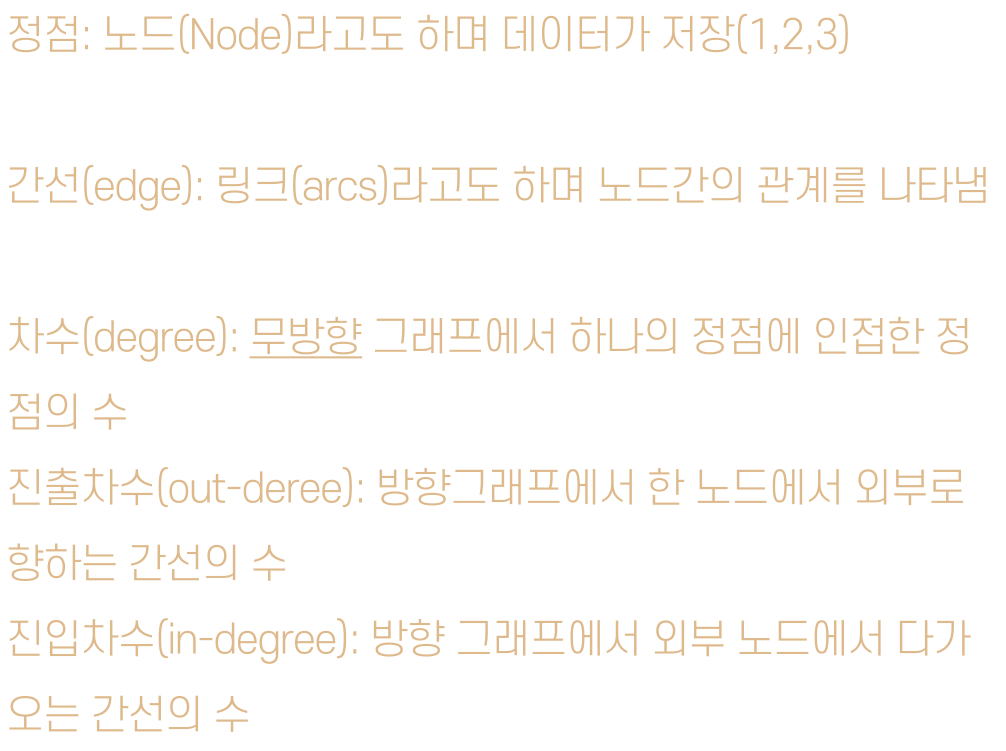 정점: 노드(Node)라고도 하며 데이터가 저장(1,2,3)
간선(edge): 링크(arcs)라고도 하며 노드간의 관계를 나타냄
차수(degree): 무방향 그래프에서 하나의 정점에 인접한 정
점의 수
진출차수(out-deree): 방향그래프에서 한 노드에서 외부로
향하는 간선의 수
진입차수(in-degree): 방향 그래프에서 외부 노드에서 다가
오는 간선의 수